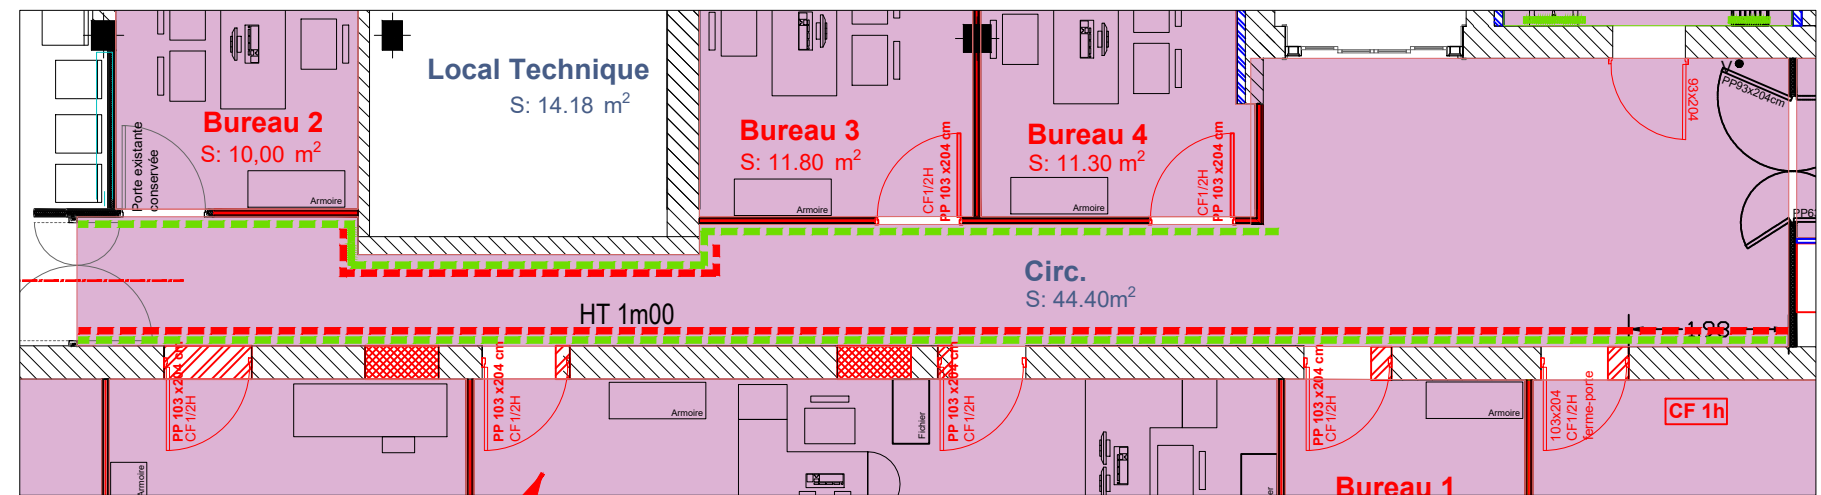 Local Technique
S: 14.18 m²
Bureau 2
S: 10,00 m²
Porte existante
conservée
Armoire
Bureau 3
S: 11.80 m²
Armoire
CF1/2H
PP 103 x204 cm
Bureau 4
S: 11.30 m²
Armoire
CF1/2H
PP 103 x204 cm
93x204
PP93x204cm
Circ.
S: 44.40m²
HT 1m00
PP 103 x204 cm
CF1/2H
PP 103 x204 cm
CF1/2H
Armoire
Fichier
PP 103 x204 cm
CF1/2H
PP 103 x204 cm
CF1/2H
Armoire
103x204
CF1/2H
ferme-porte
CF 1h
Armoire
Bureau 1